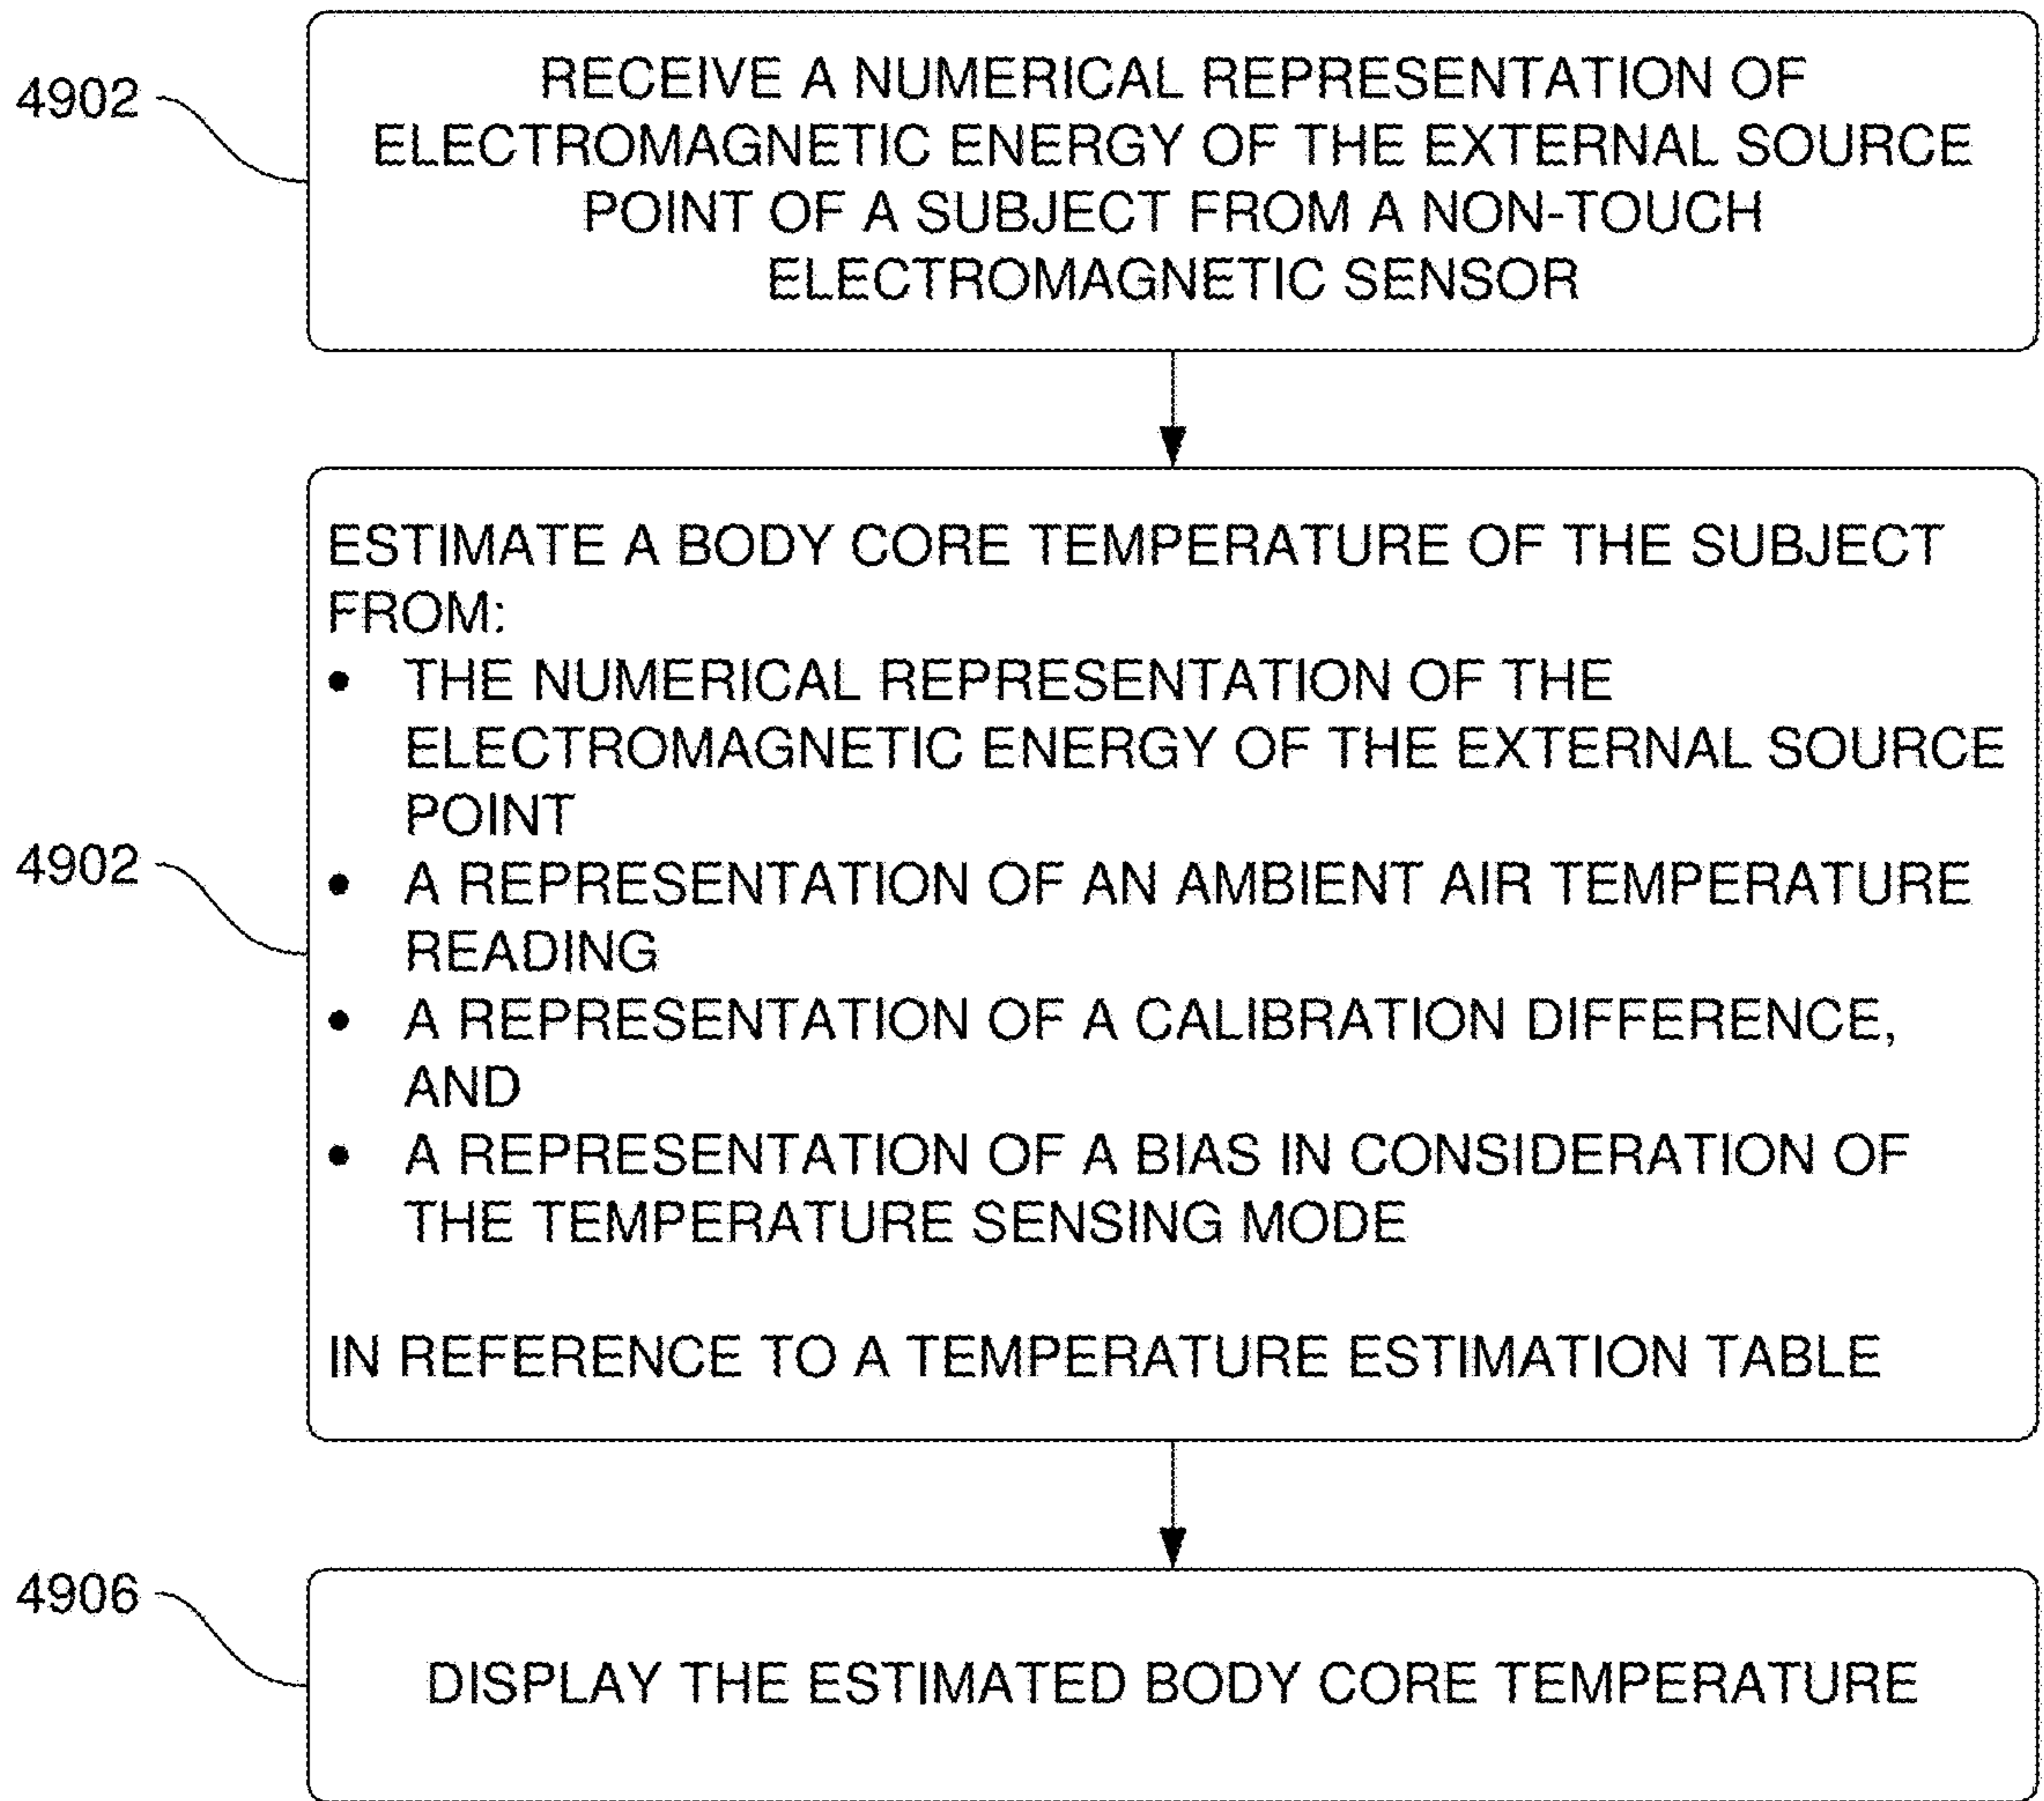 4902
RECEIVE A NUMERICAL REPRESENTATION OF
ELECTROMAGNETIC ENERGY OF THE EXTERNAL SOURCE
POINT OF A SUBJECT FROM A NON-TOUCH
ELECTROMAGNETIC SENSOR
4902
ESTIMATE A BODY CORE TEMPERATURE OF THE SUBJECT
FROM:
• THE NUMERICAL REPRESENTATION OF THE
ELECTROMAGNETIC ENERGY OF THE EXTERNAL SOURCE
POINT
• A REPRESENTATION OF AN AMBIENT AIR TEMPERATURE
READING
• A REPRESENTATION OF A CALIBRATION DIFFERENCE,
AND
• A REPRESENTATION OF A BIAS IN CONSIDERATION OF
THE TEMPERATURE SENSING MODE
IN REFERENCE TO A TEMPERATURE ESTIMATION TABLE
4906
DISPLAY THE ESTIMATED BODY CORE TEMPERATURE